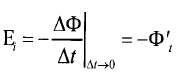 E_i = − ΔΦ/Δt |_{Δt→0} = −Φ'_t